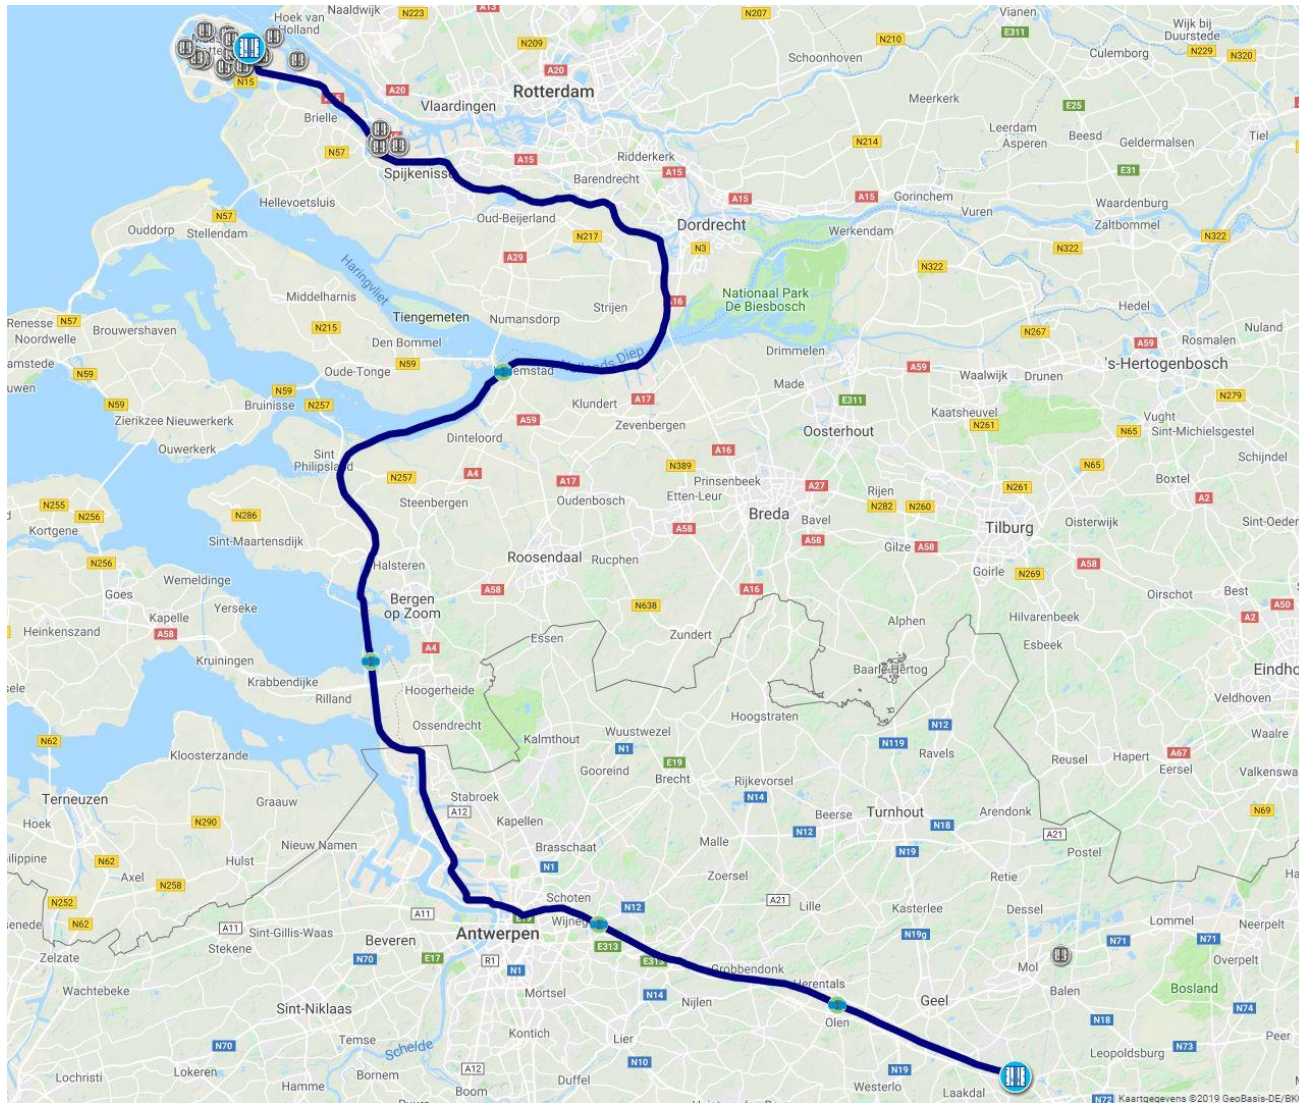 Naaldwijk
N223
A13
N207
Vianen
E311
Wijk bij
Duurstede
Hoek van
Holland
N209
N210
Culemborg
N229
N320
Schoonhoven
A20
Rotterdam
N15
A20
Vlaardingen
Meerkerk
E25
Brielle
Leerdam
Beesd
Geldermalsen
Tiel
N57
A15
Ridderkerk
N214
Asperen
E31
Spijkenisse
Barendrecht
A15
A15
A15
Gorinchem
Waardenburg
Hellevoetsluis
Oud-Beijerland
Dordrecht
Vuren
Zaltbommel
N57
Ouddorp
Stellendam
N217
N3
Werkendam
N322
N322
A29
N322
Haringvliet
Middelharnis
Strijen
A16
Nationaal Park
De Biesbosch
Hedel
Renesse
N57
Noordwelle
Brouwershaven
N215
Tiengemeten
Numansdorp
N267
Nuland
Rosmalen
Den Bommel
Drimmelen
A59
's-Hertogenbosch
N59
Oude-Tonge
N59
Hollands Diep
Made
A59
Waalwijk
Drunen
N59
Bruinisse
N257
Klundert
A17
E311
Kaatsheuvel
N279
Zierikzee
Nieuwerkerk
A59
Zevenbergen
Oosterhout
N261
Vught
N65
Sint-Michielsgestel
Ouwerkerk
Dinteloord
A16
Sint
Philipsland
N257
A4
N389
N65
Schijndel
A17
Prinsenbeek
A27
Rijen
N261
Boxtel
N255
Steenbergen
Oudenbosch
Etten-Leur
N282
N260
A2
N256
N286
Breda
Bavel
Tilburg
Oisterwijk
Kortgene
Sint-Maartensdijk
A58
A58
Gilze
A58
N256
Halsteren
Roosendaal
Rucphen
Goirle
N269
A58
Wemeldinge
A58
A16
Oirschot
Best
A50
Goes
Yerseke
Bergen
op Zoom
N638
Hilvarenbeek
A2
Kapelle
Alphen
Heinkenszand
A58
Essen
Zundert
Esbeek
Kruiningen
A4
Baarle-Hertog
Krabbendijke
Rilland
Hoogerheide
Veldhoven
Ossendrecht
Hoogstraten
N12
N62
Kloosterzande
Kalmthout
Wuustwezel
N1
N119
Ravels
Waalre
Reusel
Hapert
A67
Eersel
Gooreind
E19
Brecht
Rijkevorsel
Terneuzen
Graauw
Stabroek
N14
Hoek
A12
Kapellen
Beerse
Turnhout
Arendonk
N69
N290
N12
N18
Nieuw Namen
Brasschaat
Malle
N19
A21
Postel
N62
Hulst
N1
Axel
N258
Zoersel
Retie
N252
Schoten
N12
A21
Lille
Kasterlee
Dessel
A11
Lommel
Neerpelt
N62
A11
Sint-Gillis-Waas
Antwerpen
N19g
N71
N71
Stekene
Beveren
E313
Overpelt
Zelzate
N70
E17
R1
Grobbendonk
Mol
N1
Herentals
Balen
Bosland
Wachtebeke
Mortsel
N14
Nijlen
Geel
N74
Sint-Niklaas
Olen
N18
Kontich
Lier
Peer
Temse
Schelde
N70
N10
N73
Leopoldsburg
Lochristi
Lokeren
Bornem
A12
Duffel
N19
Hamme
Boom
Westerlo
Laakdal
N72
Kaartgegevens ©2019 GeoBasis-DE/BK